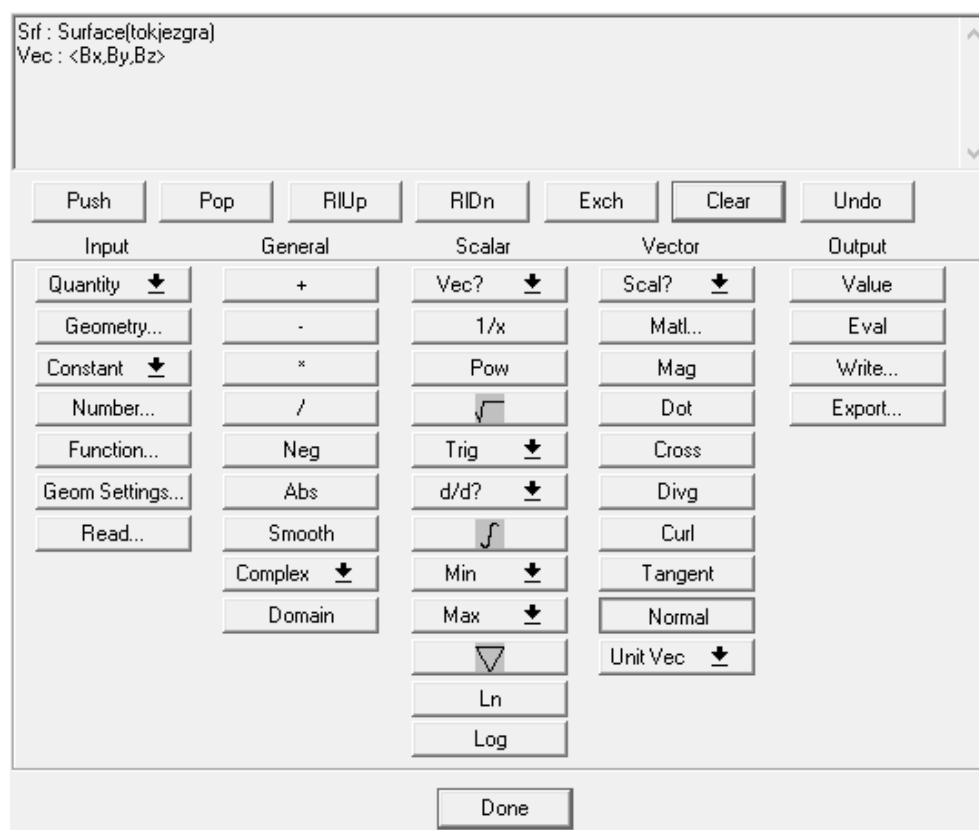 Srf : Surface(tokjezgra)
Vec : <Bx,By,Bz>
Push Pop RlUp RlDn Exch Clear Undo
Input General Scalar Vector Output
Quantity + Vec? Scal? Value
Geometry... - 1/x Matl... Eval
Constant * Pow Mag Write...
Number... / √ Dot Export...
Function... Neg Trig Cross
Geom Settings... Abs d/d? Divg
Read... Smooth ∫ Curl
Complex Min Tangent
Domain Max Normal
▽ Unit Vec
Ln
Log
Done